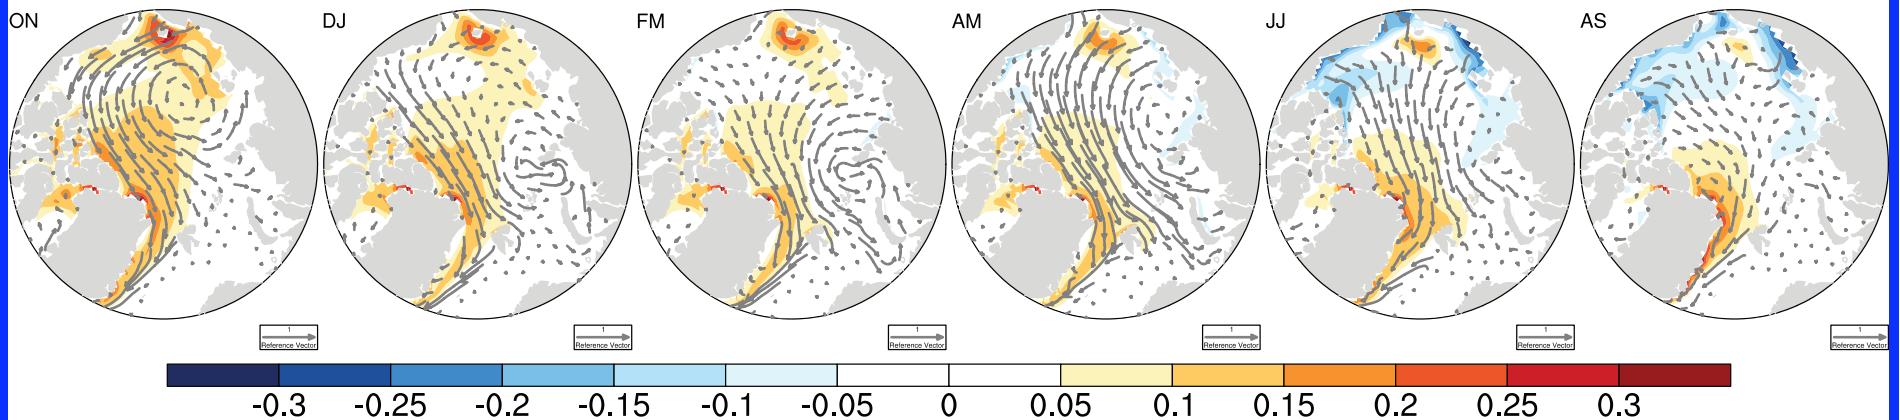 ON DJ FM AM JJ AS
1 1 1 1 1 1
Reference Vector Reference Vector Reference Vector Reference Vector Reference Vector Reference Vector
-0.3 -0.25 -0.2 -0.15 -0.1 -0.05 0 0.05 0.1 0.15 0.2 0.25 0.3